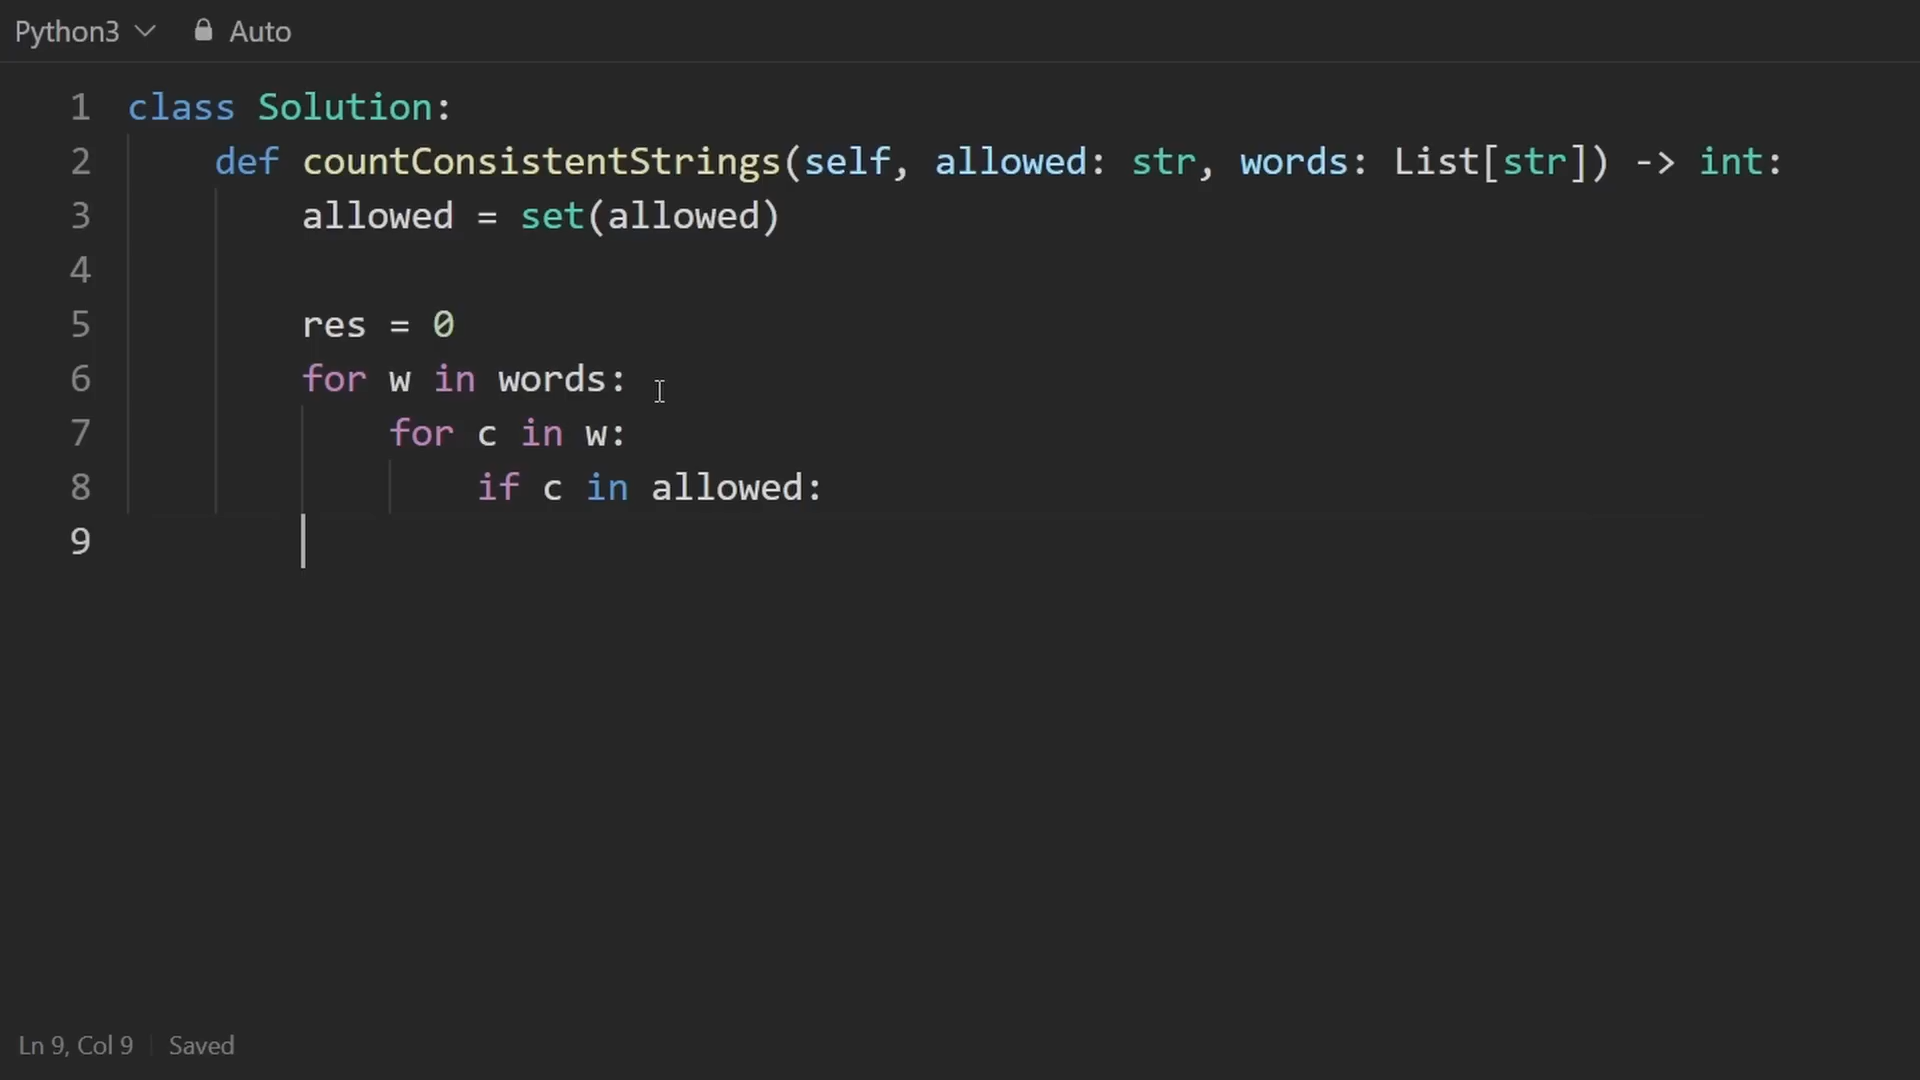 Python3 Auto
1 class Solution:
2 def countConsistentStrings(self, allowed: str, words: List[str]) -> int:
3 allowed = set(allowed)
4
5 res = 0
6 for w in words:
7 for c in w:
8 if c in allowed:
9
Ln 9, Col 9 Saved